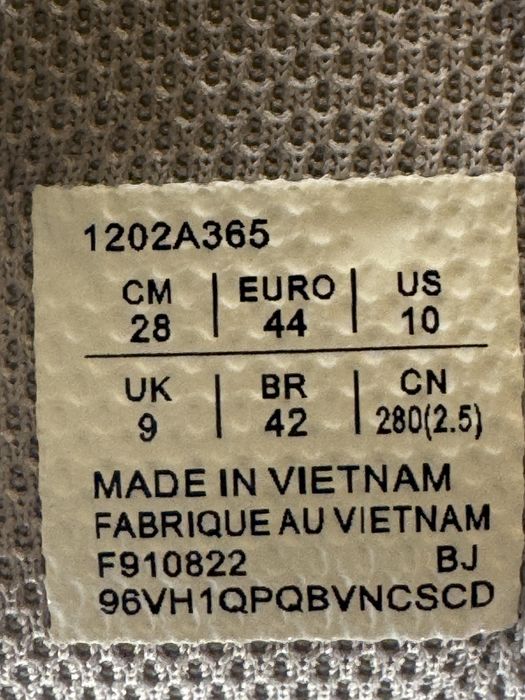 1202A365
CM | EURO | US
28 | 44 | 10
UK | BR | CN
9 | 42 | 280(2.5)
MADE IN VIETNAM
FABRIQUE AU VIETNAM
F910822 BJ
96VH1QPQBVNCSCD